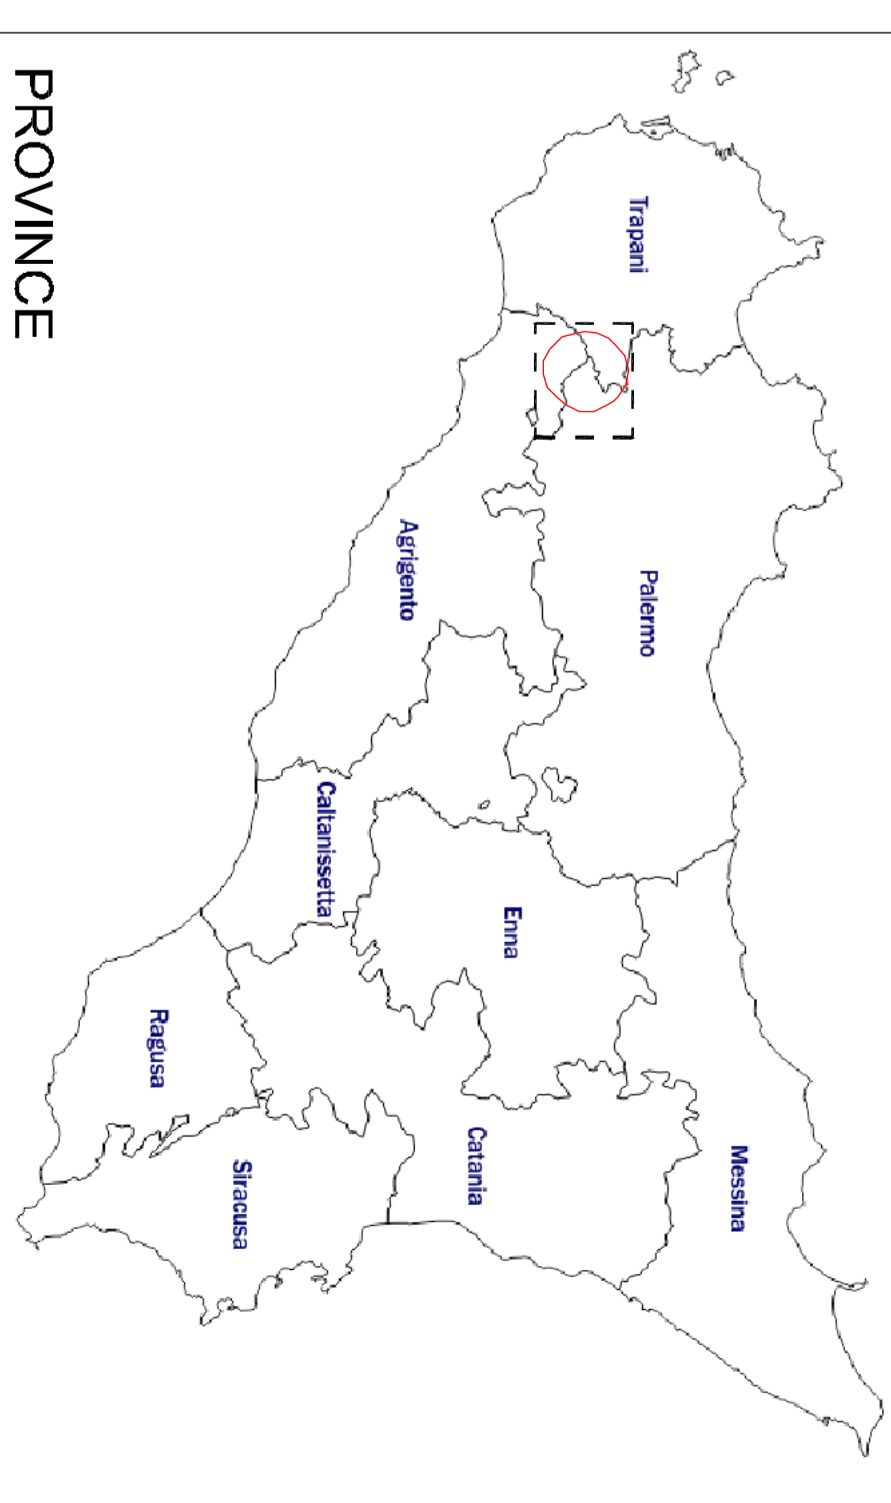 PROVINCE
Trapani
Palermo
Agrigento
Caltanissetta
Enna
Messina
Catania
Ragusa
Siracusa